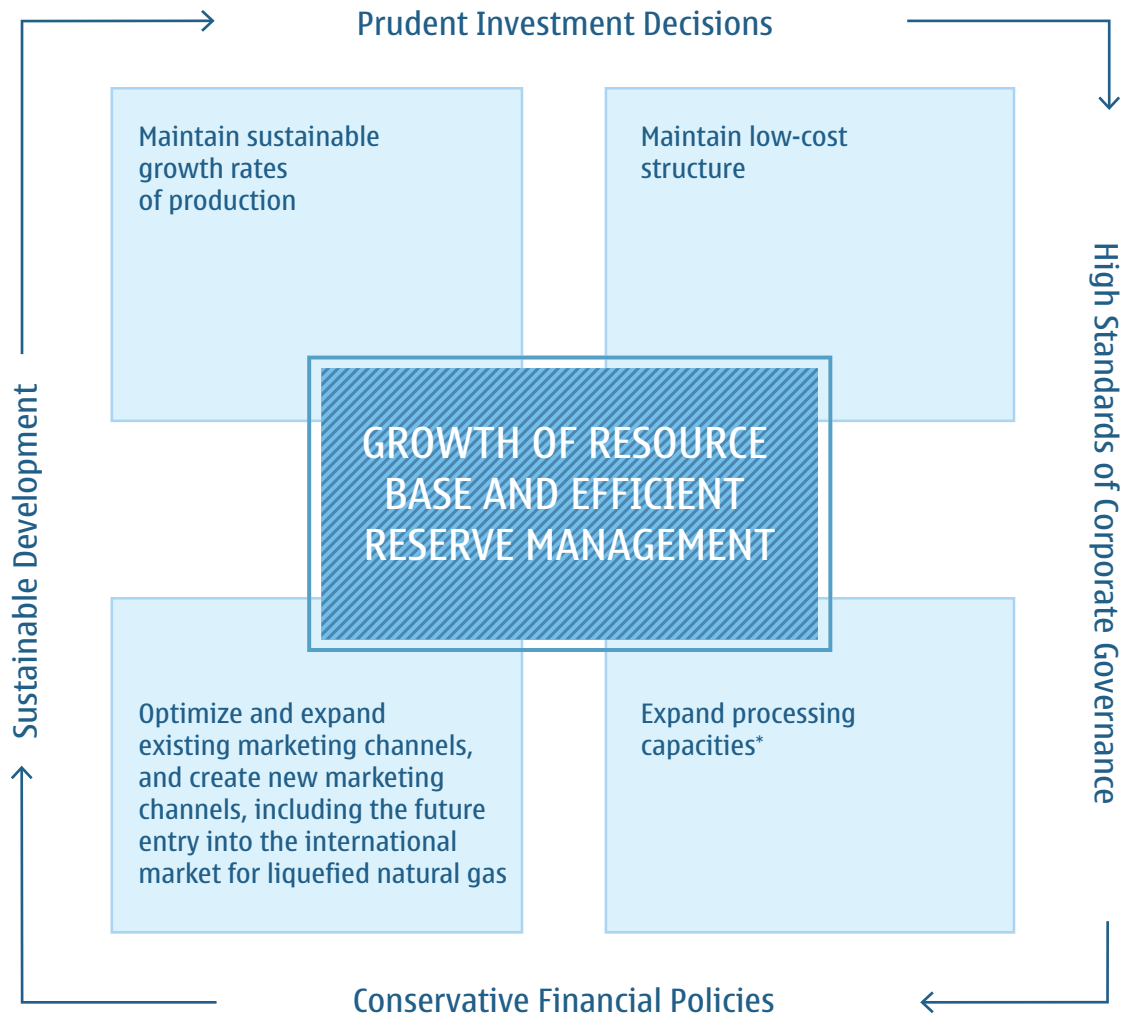 Prudent Investment Decisions
Maintain sustainable
growth rates
of production
Maintain low-cost
structure
High Standards of Corporate Governance
GROWTH OF RESOURCE
BASE AND EFFICIENT
RESERVE MANAGEMENT
Sustainable Development
Optimize and expand
existing marketing channels,
and create new marketing
channels, including the future
entry into the international
market for liquefied natural gas
Expand processing
capacities*
Conservative Financial Policies